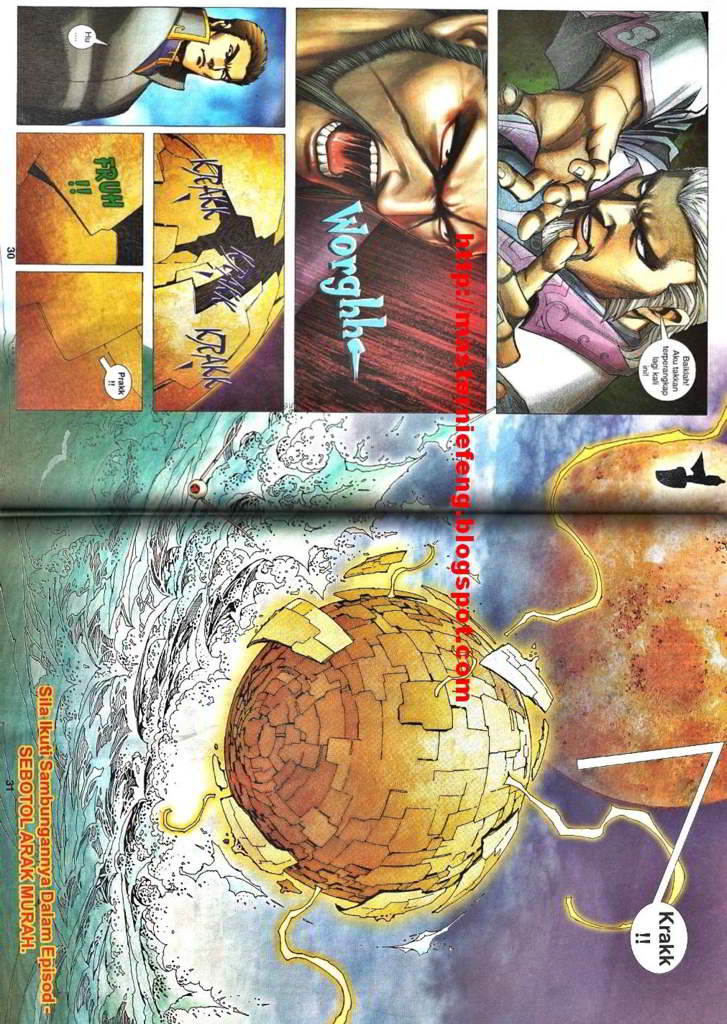 Baiklah!
Aku takkan
terperangkap
lagi kali
ini!
Worghh
Hu
...
KRAKK
KRAKK
KRAKK
FRUH
!!
Prakk
!!
30
http://masterniefeng.blogspot.com
Krakk
!!
Sila Ikuti Sambungannya Dalam Episod -
SEBOTOL ARAK MURAH.
31